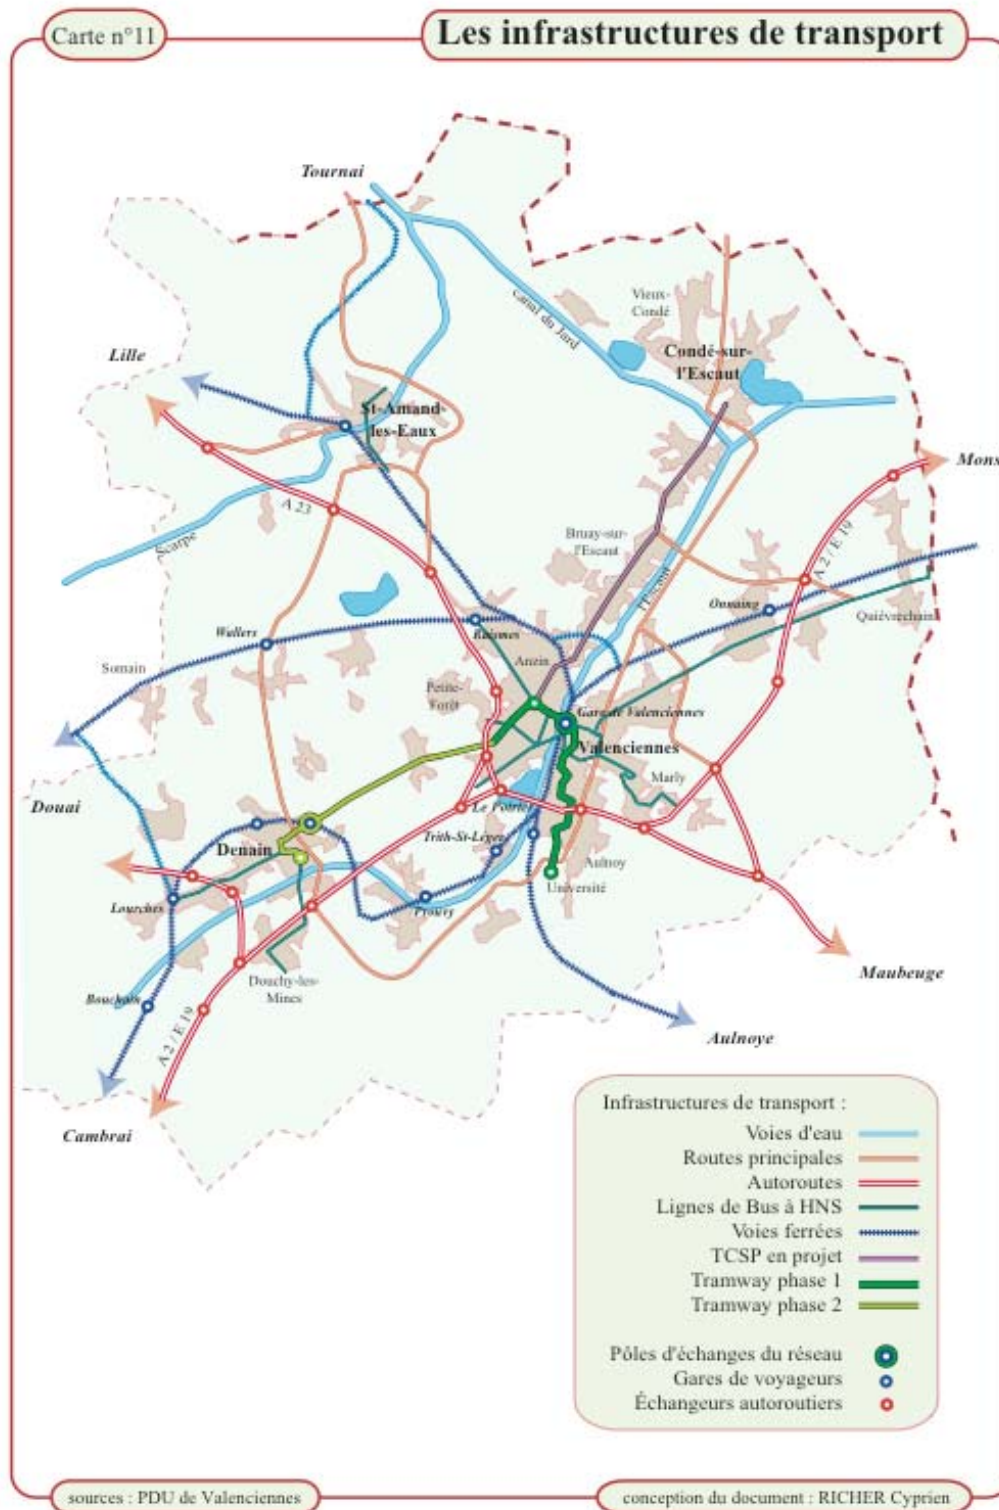 Carte n°11
Les infrastructures de transport
Tournai
Vieux-
Condé
Canal du Jard
Condé-sur-
l'Escaut
Lille
St-Amand-
les-Eaux
Mons
A 23
A 2 / E 19
Scarpe
Bruay-sur-
l'Escaut
l'Escaut
Onnaing
Quiévrechain
Wallers
Raismes
Somain
Anzin
Petite-
Forêt
Gare de Valenciennes
Valenciennes
Marly
Douai
Le Poirier
Trith-St-Léger
Denain
Aulnoy
Université
Lourches
Prouvy
Douchy-les-
Mines
Maubeuge
Bouchain
A 2 / E 19
Aulnoye
Cambrai
Infrastructures de transport :
Voies d'eau
Routes principales
Autoroutes
Lignes de Bus à HNS
Voies ferrées
TCSP en projet
Tramway phase 1
Tramway phase 2
Pôles d'échanges du réseau
Gares de voyageurs
Échangeurs autoroutiers
sources : PDU de Valenciennes
conception du document : RICHER Cyprien